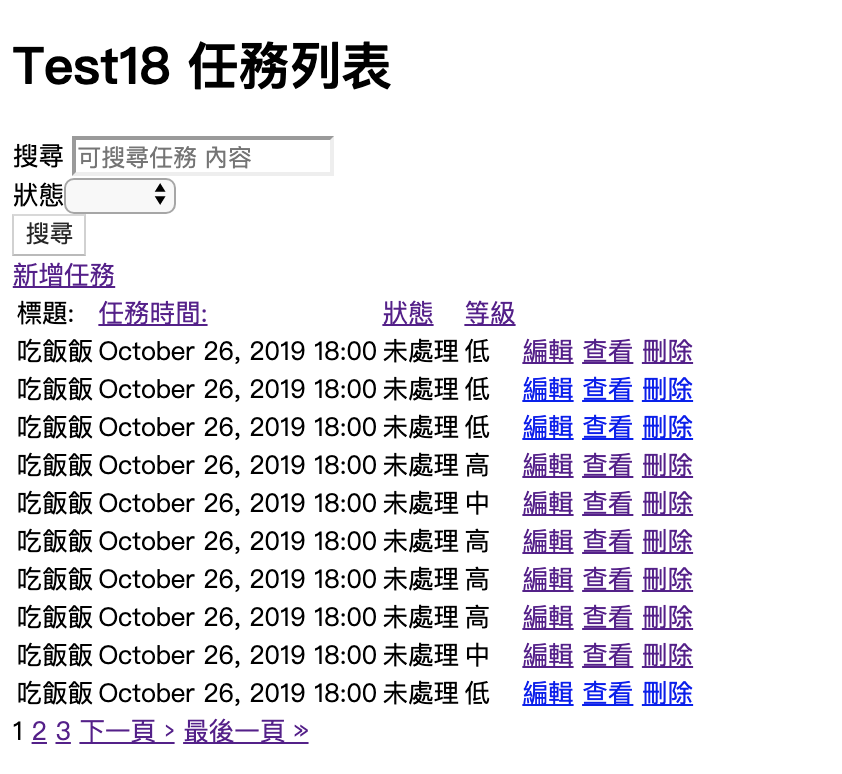 Test18 任務列表
搜尋 可搜尋任務 內容
狀態
搜尋
新增任務
標題: 任務時間: 狀態 等級
吃飯飯 October 26, 2019 18:00 未處理 低 編輯 查看 刪除
吃飯飯 October 26, 2019 18:00 未處理 低 編輯 查看 刪除
吃飯飯 October 26, 2019 18:00 未處理 低 編輯 查看 刪除
吃飯飯 October 26, 2019 18:00 未處理 高 編輯 查看 刪除
吃飯飯 October 26, 2019 18:00 未處理 中 編輯 查看 刪除
吃飯飯 October 26, 2019 18:00 未處理 高 編輯 查看 刪除
吃飯飯 October 26, 2019 18:00 未處理 高 編輯 查看 刪除
吃飯飯 October 26, 2019 18:00 未處理 高 編輯 查看 刪除
吃飯飯 October 26, 2019 18:00 未處理 中 編輯 查看 刪除
吃飯飯 October 26, 2019 18:00 未處理 低 編輯 查看 刪除
1 2 3 下一頁 › 最後一頁 »